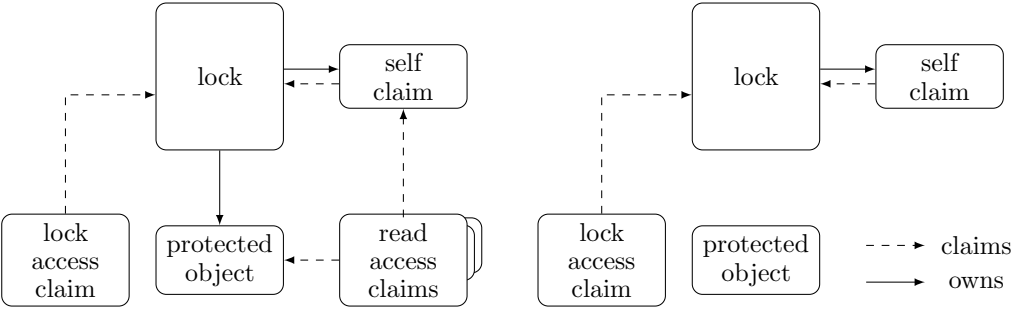 lock
self
claim
lock
access
claim
protected
object
read
access
claims
lock
self
claim
lock
access
claim
protected
object
claims
owns